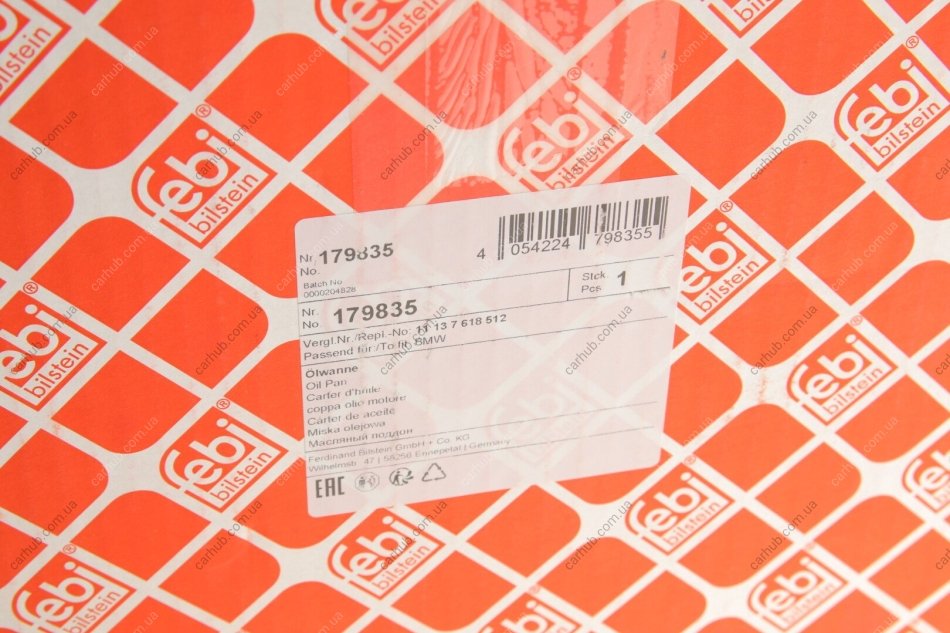 febi
bilstein
Nr. 179835
No.
4 054224 798355
Batch No
0000204828
Stck. 1
Pcs
Nr. 179835
No.
Vergl.Nr./Repl.-No: 11 13 7 618 512
Passend für:/To fit: BMW
Ölwanne
Oil Pan
Carter d'huile
coppa olio motore
Cárter de aceite
Miska olejowa
Масляный поддон
Ferdinand Bilstein GmbH + Co. KG
Wilhelmstr. 47 | 58256 Ennepetal | Germany
EAC
carhub.com.ua